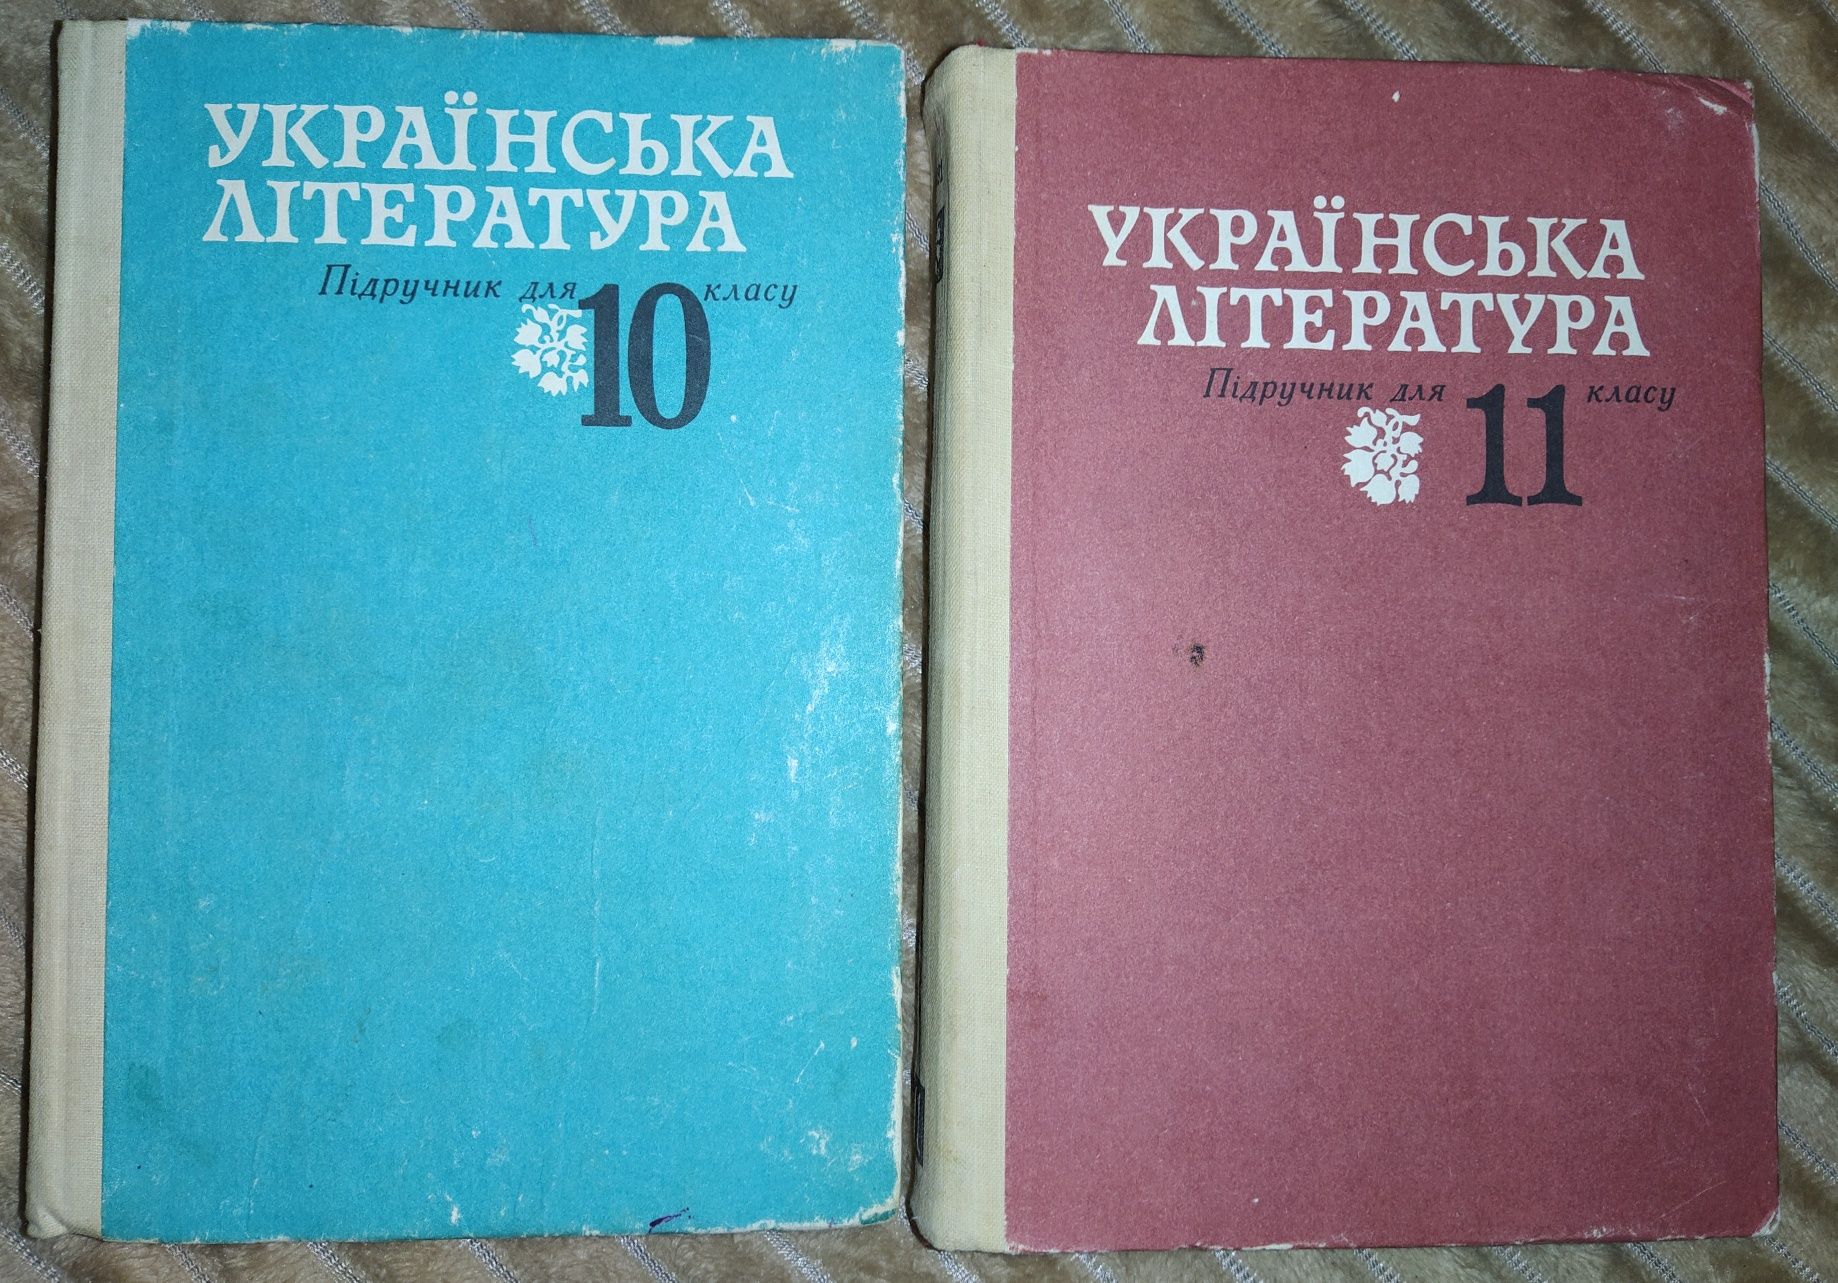 УКРАЇНСЬКА
ЛІТЕРАТУРА
Підручник для 10 класу
УКРАЇНСЬКА
ЛІТЕРАТУРА
Підручник для 11 класу